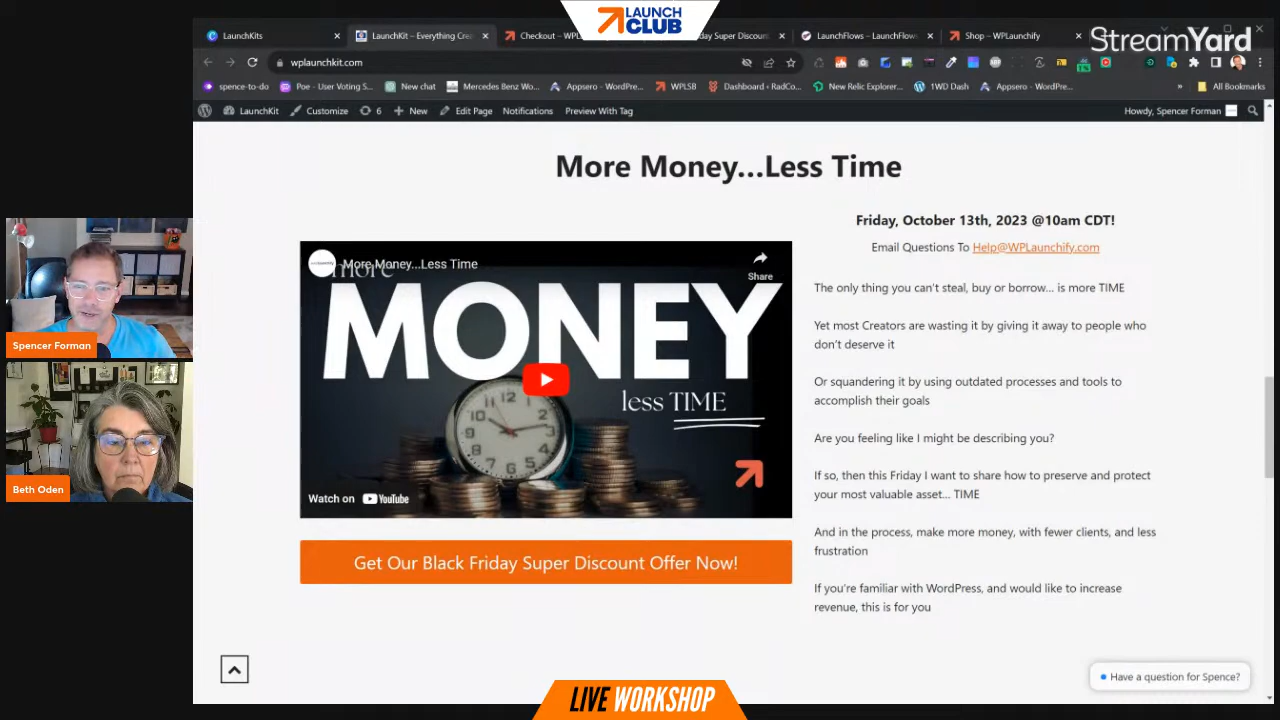 LAUNCH
CLUB
StreamYard
LaunchKits
LaunchKit – Everything Crea
Checkout – WPL
day Super Discount
LaunchFlows – LaunchFlows
Shop – WPLaunchify
wplaunchkit.com
spence-to-do
Poe - User Voting S...
New chat
Mercedes Benz Wo...
Appsero - WordPre...
WPLSB
Dashboard ‹ RadCo...
New Relic Explorer...
1WD Dash
Appsero - WordPre...
»
All Bookmarks
LaunchKit
Customize
6
New
Edit Page
Notifications
Preview With Tag
Howdy, Spencer Forman
More Money...Less Time
Friday, October 13th, 2023 @10am CDT!
Email Questions To Help@WPLaunchify.com
More Money...Less Time
Share
more
MONEY
less TIME
Watch on YouTube
The only thing you can't steal, buy or borrow... is more TIME
Yet most Creators are wasting it by giving it away to people who
don't deserve it
Or squandering it by using outdated processes and tools to
accomplish their goals
Are you feeling like I might be describing you?
If so, then this Friday I want to share how to preserve and protect
your most valuable asset... TIME
And in the process, make more money, with fewer clients, and less
frustration
If you're familiar with WordPress, and would like to increase
revenue, this is for you
Get Our Black Friday Super Discount Offer Now!
Spencer Forman
Beth Oden
Have a question for Spence?
LIVE WORKSHOP